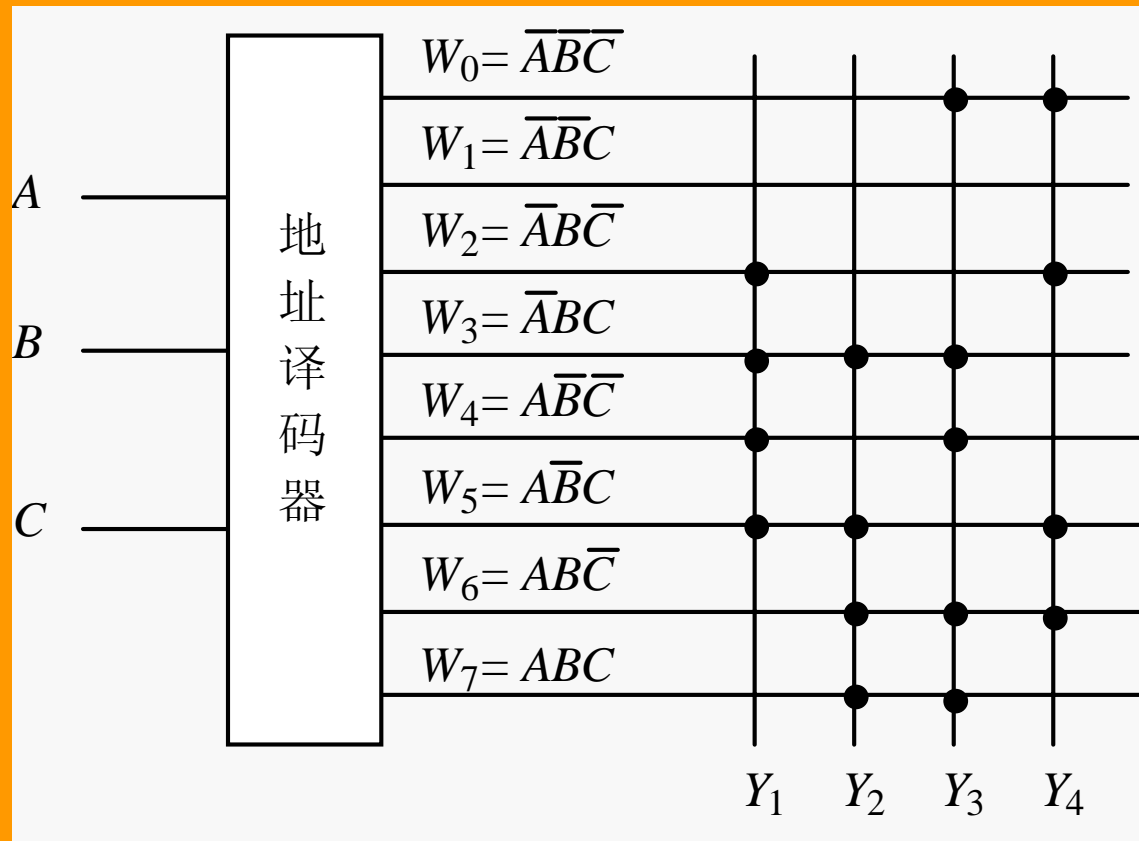 W₀= A̅B̅C̅
W₁= A̅B̅C
A
W₂= A̅BC̅
地址译码器
W₃= A̅BC
B
W₄= AB̅C̅
W₅= AB̅C
C
W₆= ABC̅
W₇= ABC
Y₁ Y₂ Y₃ Y₄